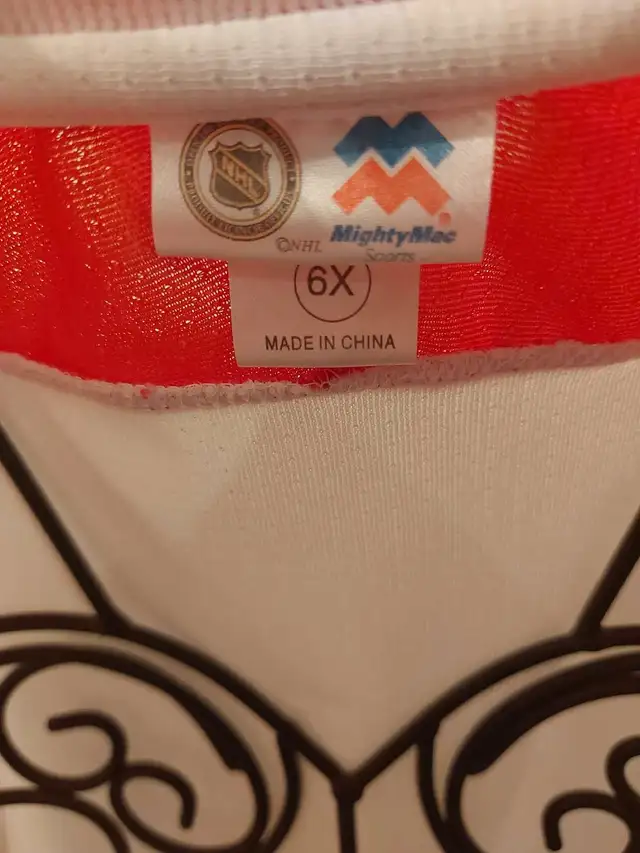 NHL
©NHL
MightyMac
Sports
6X
MADE IN CHINA